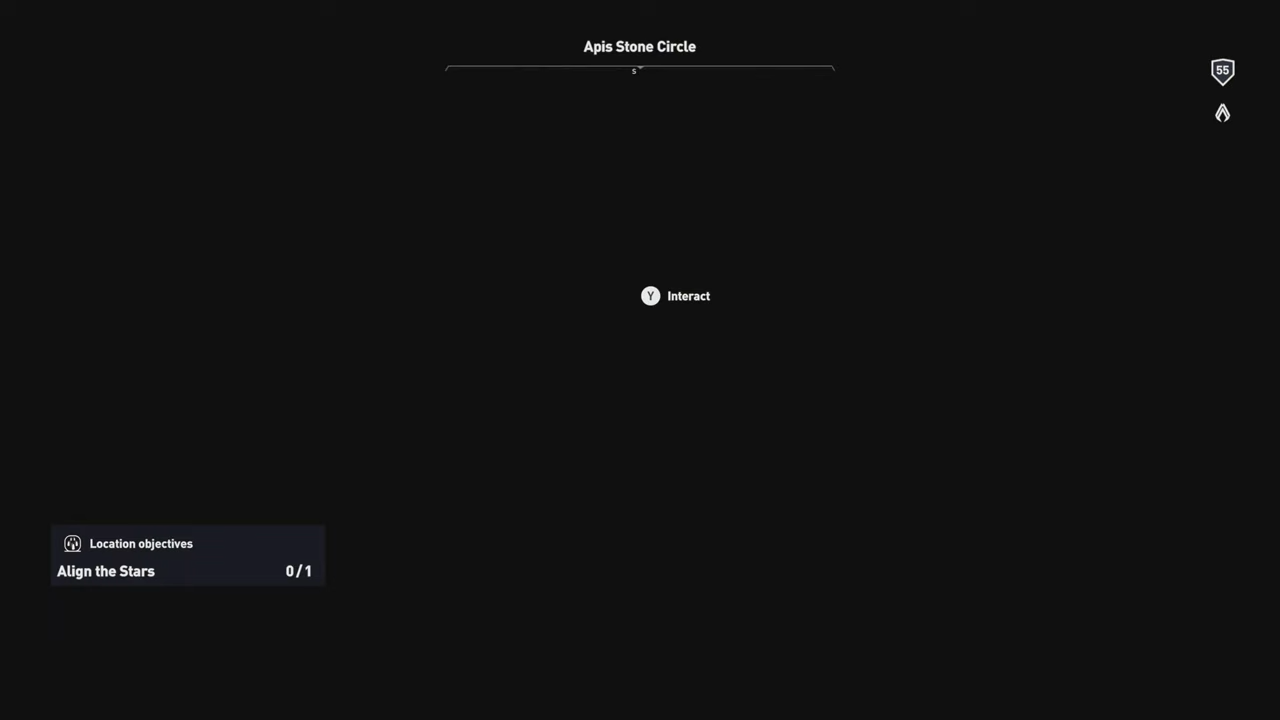 Apis Stone Circle
S
55
Y Interact
Location objectives
Align the Stars 0/1